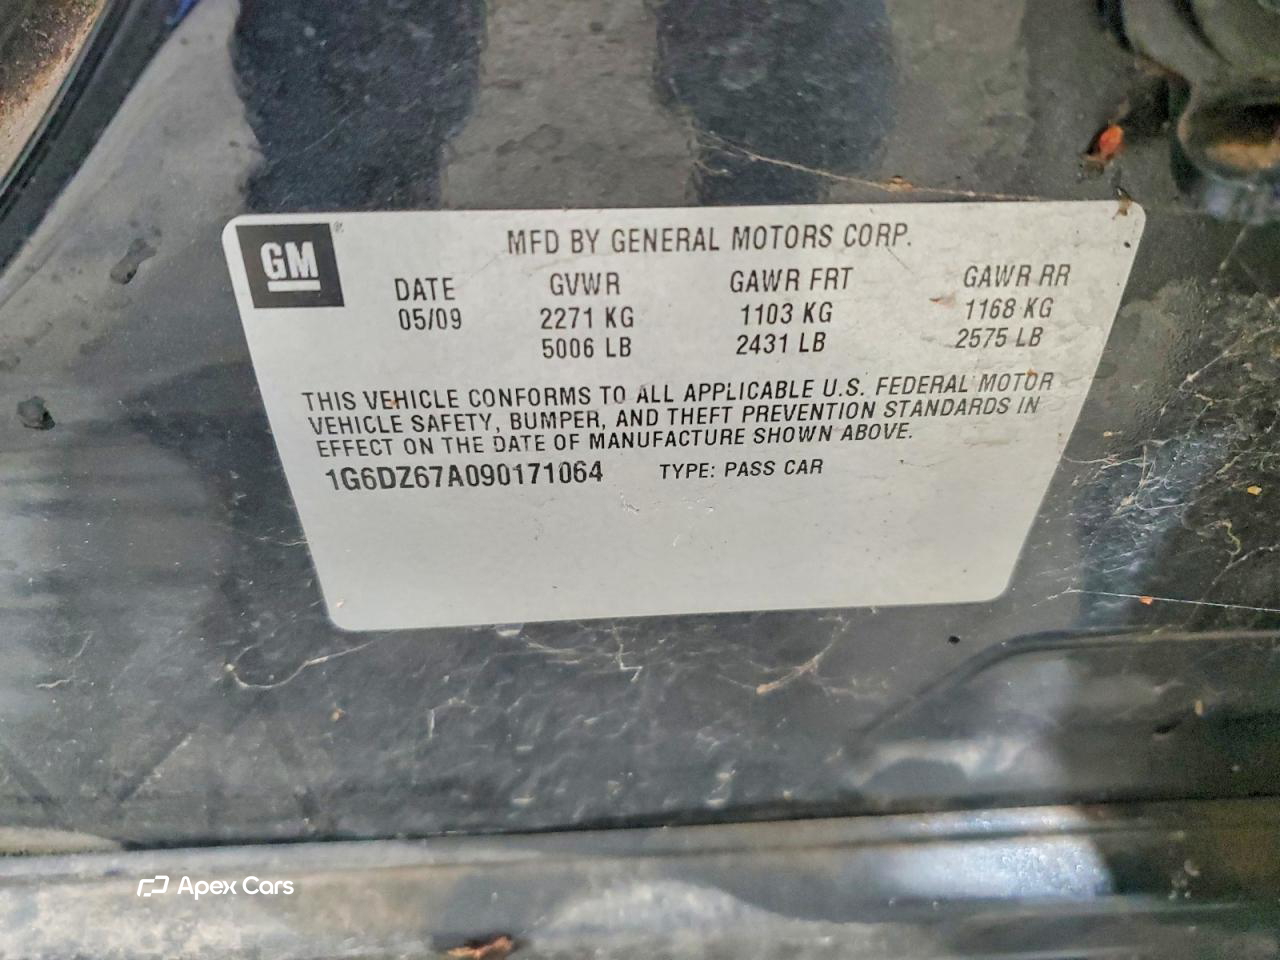 GM ®
MFD BY GENERAL MOTORS CORP.
DATE GVWR GAWR FRT GAWR RR
05/09 2271 KG 1103 KG 1168 KG
5006 LB 2431 LB 2575 LB
THIS VEHICLE CONFORMS TO ALL APPLICABLE U.S. FEDERAL MOTOR
VEHICLE SAFETY, BUMPER, AND THEFT PREVENTION STANDARDS IN
EFFECT ON THE DATE OF MANUFACTURE SHOWN ABOVE.
1G6DZ67A090171064 TYPE: PASS CAR
Apex Cars